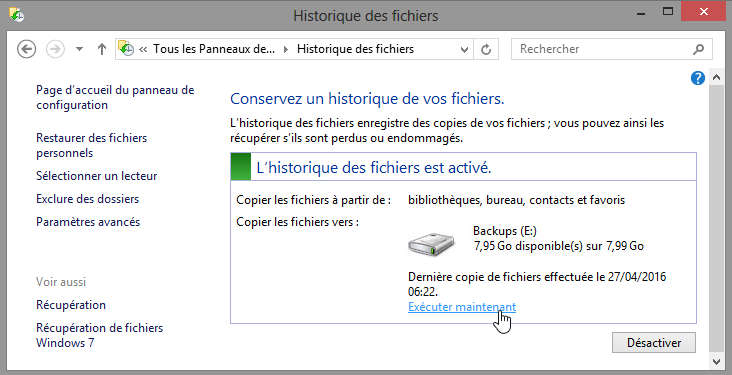 Historique des fichiers
« Tous les Panneaux de... Historique des fichiers
Rechercher
Page d'accueil du panneau de
configuration
Restaurer des fichiers
personnels
Sélectionner un lecteur
Exclure des dossiers
Paramètres avancés
Voir aussi
Récupération
Récupération de fichiers
Windows 7
?
Conservez un historique de vos fichiers.
L'historique des fichiers enregistre des copies de vos fichiers ; vous pouvez ainsi les
récupérer s'ils sont perdus ou endommagés.
L'historique des fichiers est activé.
Copier les fichiers à partir de : bibliothèques, bureau, contacts et favoris
Copier les fichiers vers :
Backups (E:)
7,95 Go disponible(s) sur 7,99 Go
Dernière copie de fichiers effectuée le 27/04/2016
06:22.
Exécuter maintenant
Désactiver